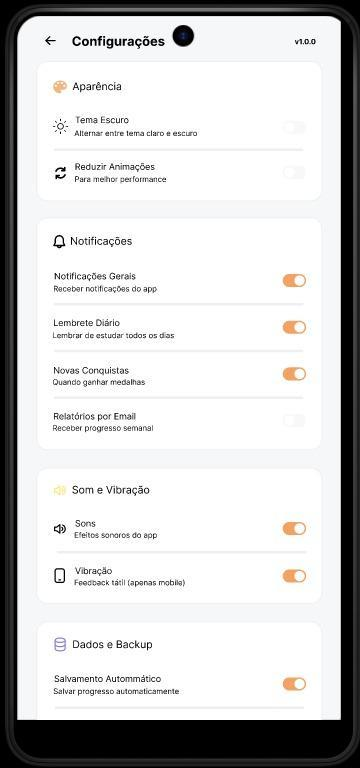 Configurações
v1.0.0
Aparência
Tema Escuro
Alternar entre tema claro e escuro
Reduzir Animações
Para melhor performance
Notificações
Notificações Gerais
Receber notificações do app
Lembrete Diário
Lembrar de estudar todos os dias
Novas Conquistas
Quando ganhar medalhas
Relatórios por Email
Receber progresso semanal
Som e Vibração
Sons
Efeitos sonoros do app
Vibração
Feedback tátil (apenas mobile)
Dados e Backup
Salvamento Autommático
Salvar progresso automaticamente